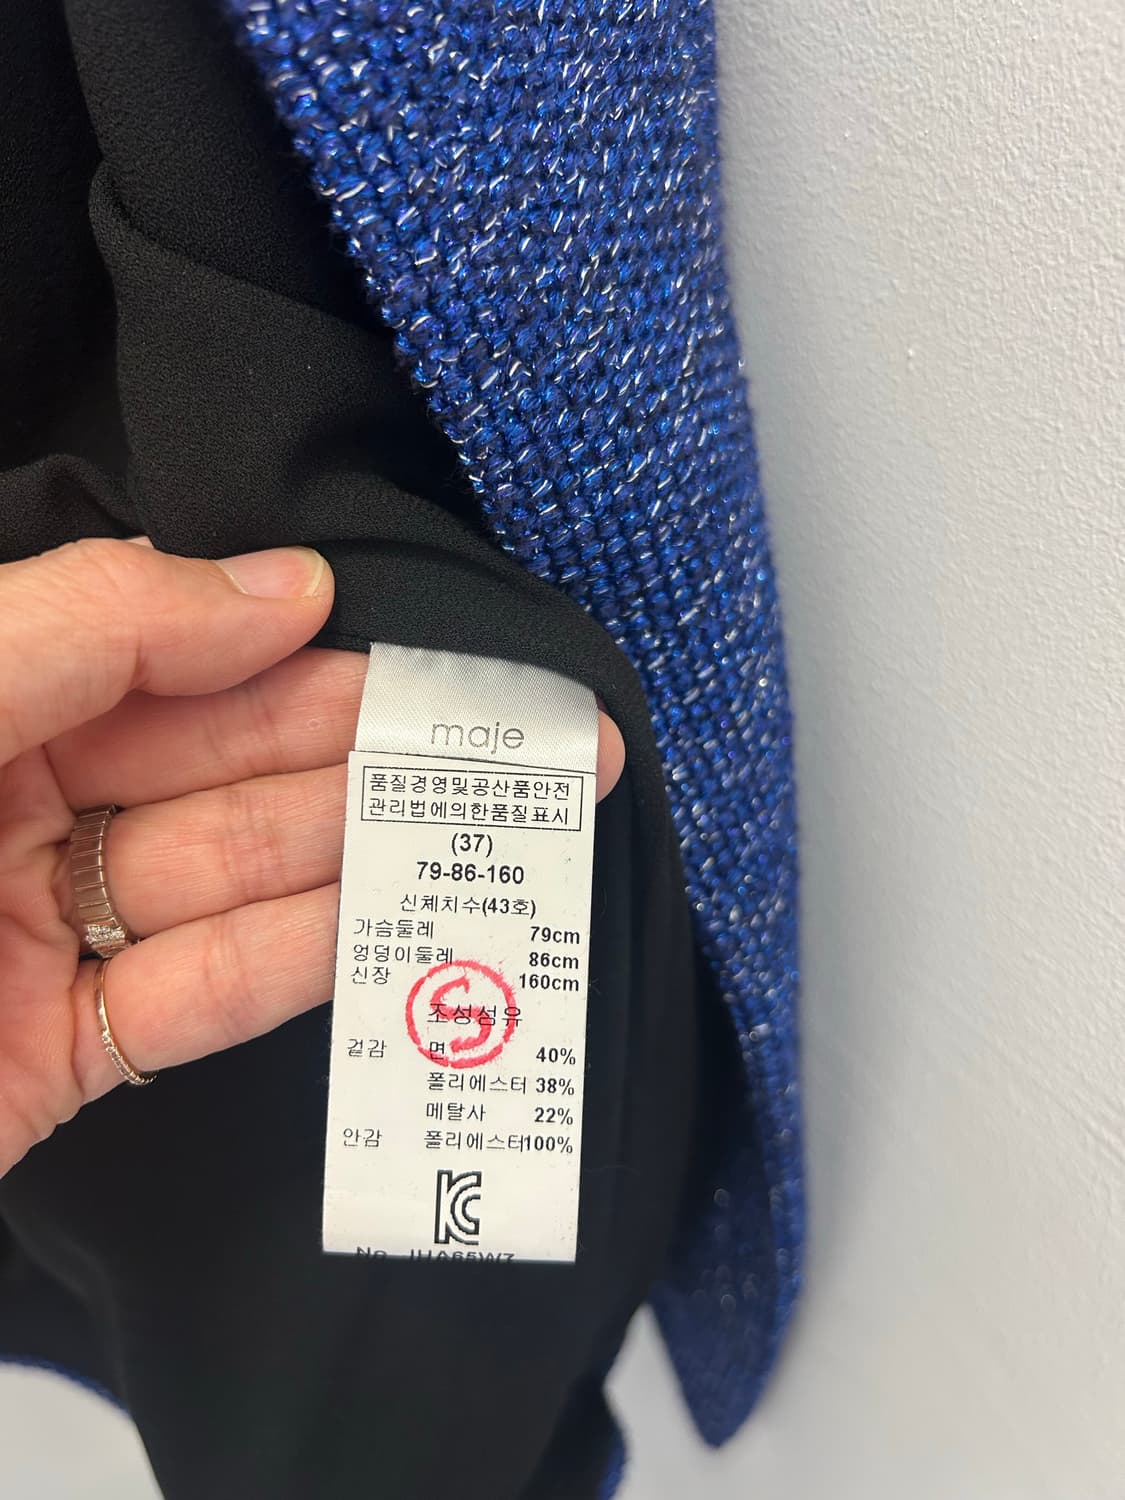 maje
품질경영및공산품안전
관리법에의한품질표시
(37)
79-86-160
신체치수(43호)
가슴둘레 79cm
엉덩이둘레 86cm
신장 160cm
조성섬유
겉감 면 40%
폴리에스터 38%
메탈사 22%
안감 폴리에스터100%
KC
No